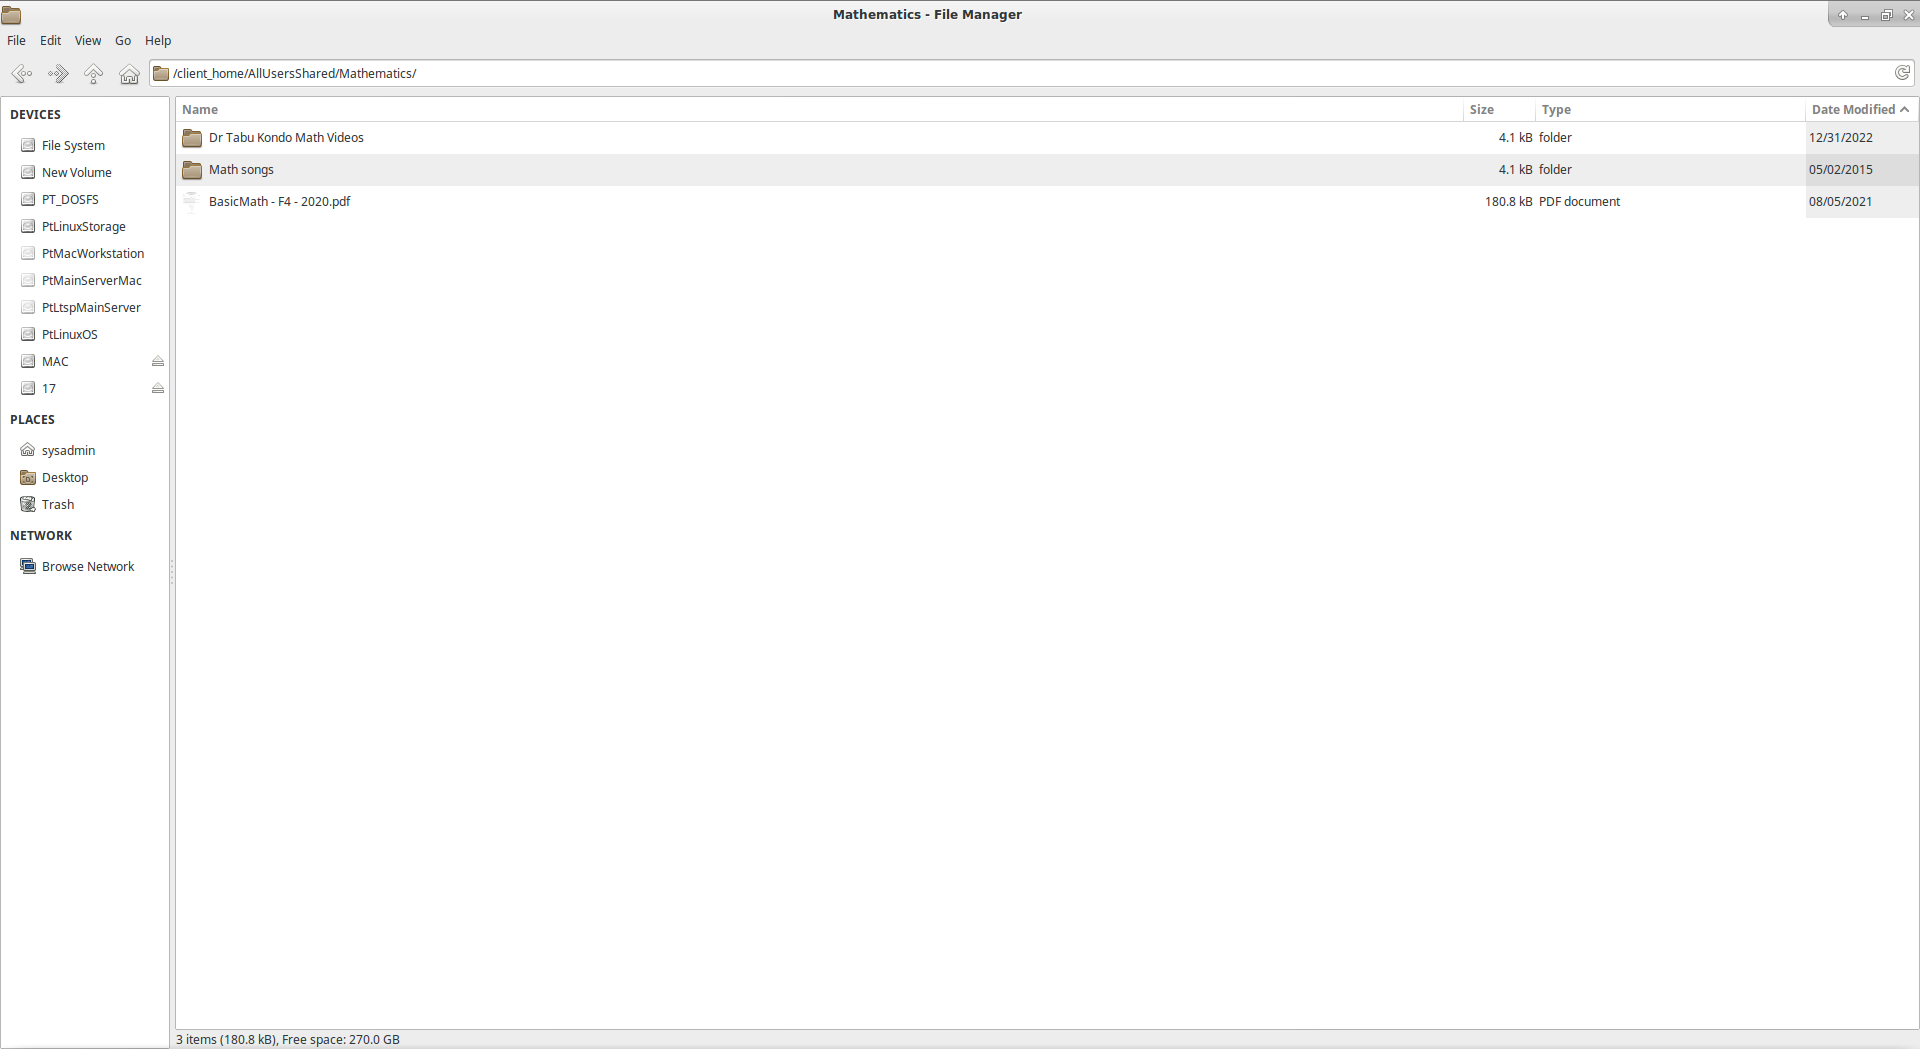 Mathematics - File Manager
File Edit View Go Help
/client_home/AllUsersShared/Mathematics/
DEVICES
File System
New Volume
PT_DOSFS
PtLinuxStorage
PtMacWorkstation
PtMainServerMac
PtLtspMainServer
PtLinuxOS
MAC
17
PLACES
sysadmin
Desktop
Trash
NETWORK
Browse Network
Name Size Type Date Modified
Dr Tabu Kondo Math Videos 4.1 kB folder 12/31/2022
Math songs 4.1 kB folder 05/02/2015
BasicMath - F4 - 2020.pdf 180.8 kB PDF document 08/05/2021
3 items (180.8 kB), Free space: 270.0 GB